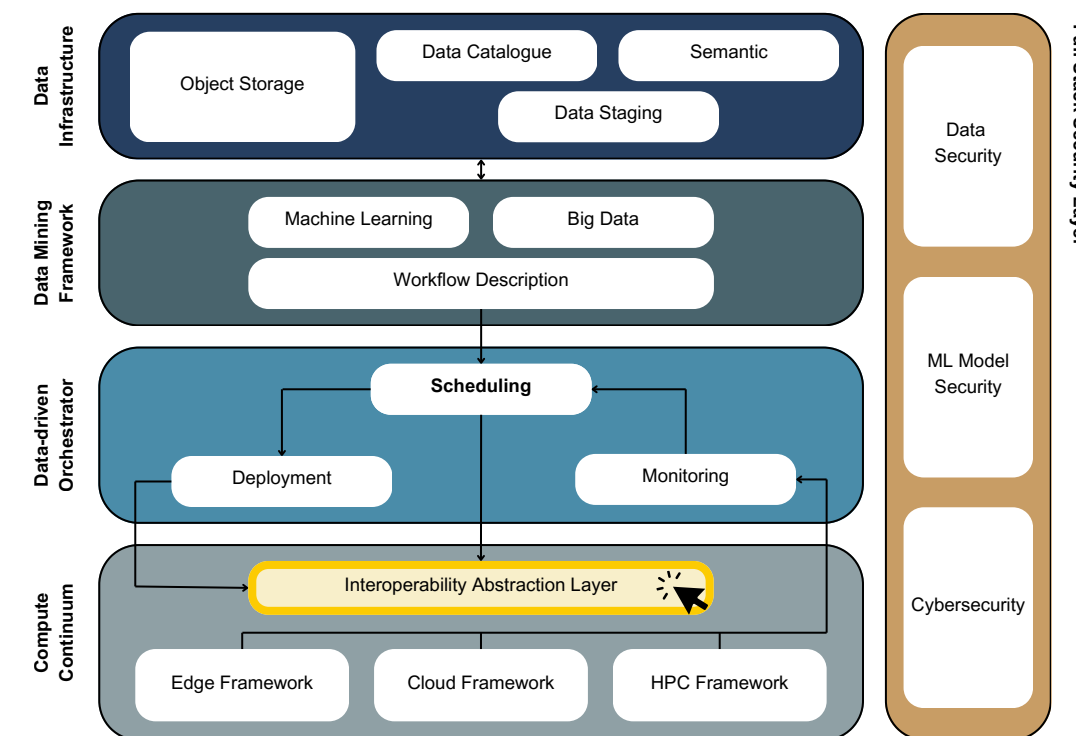 Data
Infrastructure
Object Storage
Data Catalogue
Semantic
Data Staging
Data Mining
Framework
Machine Learning
Big Data
Workflow Description
Data-driven
Orchestrator
Scheduling
Deployment
Monitoring
Compute
Continuum
Interoperability Abstraction Layer
Edge Framework
Cloud Framework
HPC Framework
Data
Security
ML Model
Security
Cybersecurity